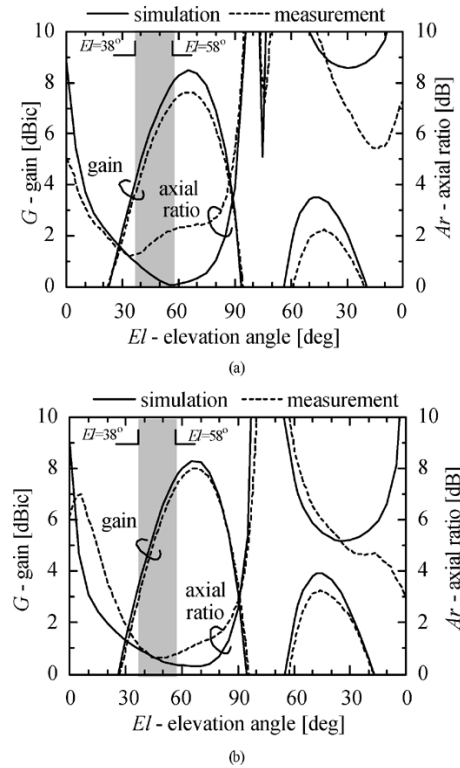 simulation measurement
10 10
El=38° El=58°
8 8
6 6
gain axial
ratio
4 4
2 2
0 0
0 30 60 90 60 30 0
G - gain [dBic]
Ar - axial ratio [dB]
El - elevation angle [deg]
(a)
simulation measurement
10 10
El=38° El=58°
8 8
gain
6 6
4 4
axial
ratio
2 2
0 0
0 30 60 90 60 30 0
G - gain [dBic]
Ar - axial ratio [dB]
El - elevation angle [deg]
(b)